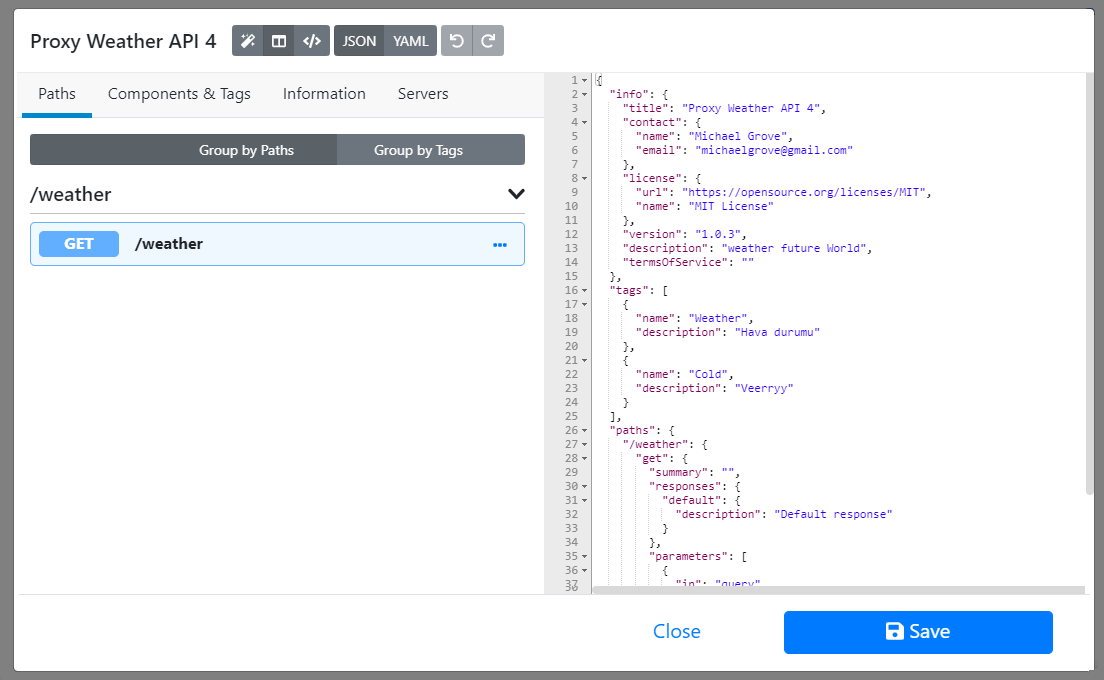 Proxy Weather API 4
JSON YAML
Paths Components & Tags Information Servers
Group by Paths Group by Tags
/weather
GET /weather
1 {
2 "info": {
3 "title": "Proxy Weather API 4",
4 "contact": {
5 "name": "Michael Grove",
6 "email": "michaelgrove@gmail.com"
7 },
8 "license": {
9 "url": "https://opensource.org/licenses/MIT",
10 "name": "MIT License"
11 },
12 "version": "1.0.3",
13 "description": "weather future World",
14 "termsOfService": ""
15 },
16 "tags": [
17 {
18 "name": "Weather",
19 "description": "Hava durumu"
20 },
21 {
22 "name": "Cold",
23 "description": "Veerryy"
24 }
25 ],
26 "paths": {
27 "/weather": {
28 "get": {
29 "summary": "",
30 "responses": {
31 "default": {
32 "description": "Default response"
33 }
34 },
35 "parameters": [
36 {
37 "in": "query"
Close Save